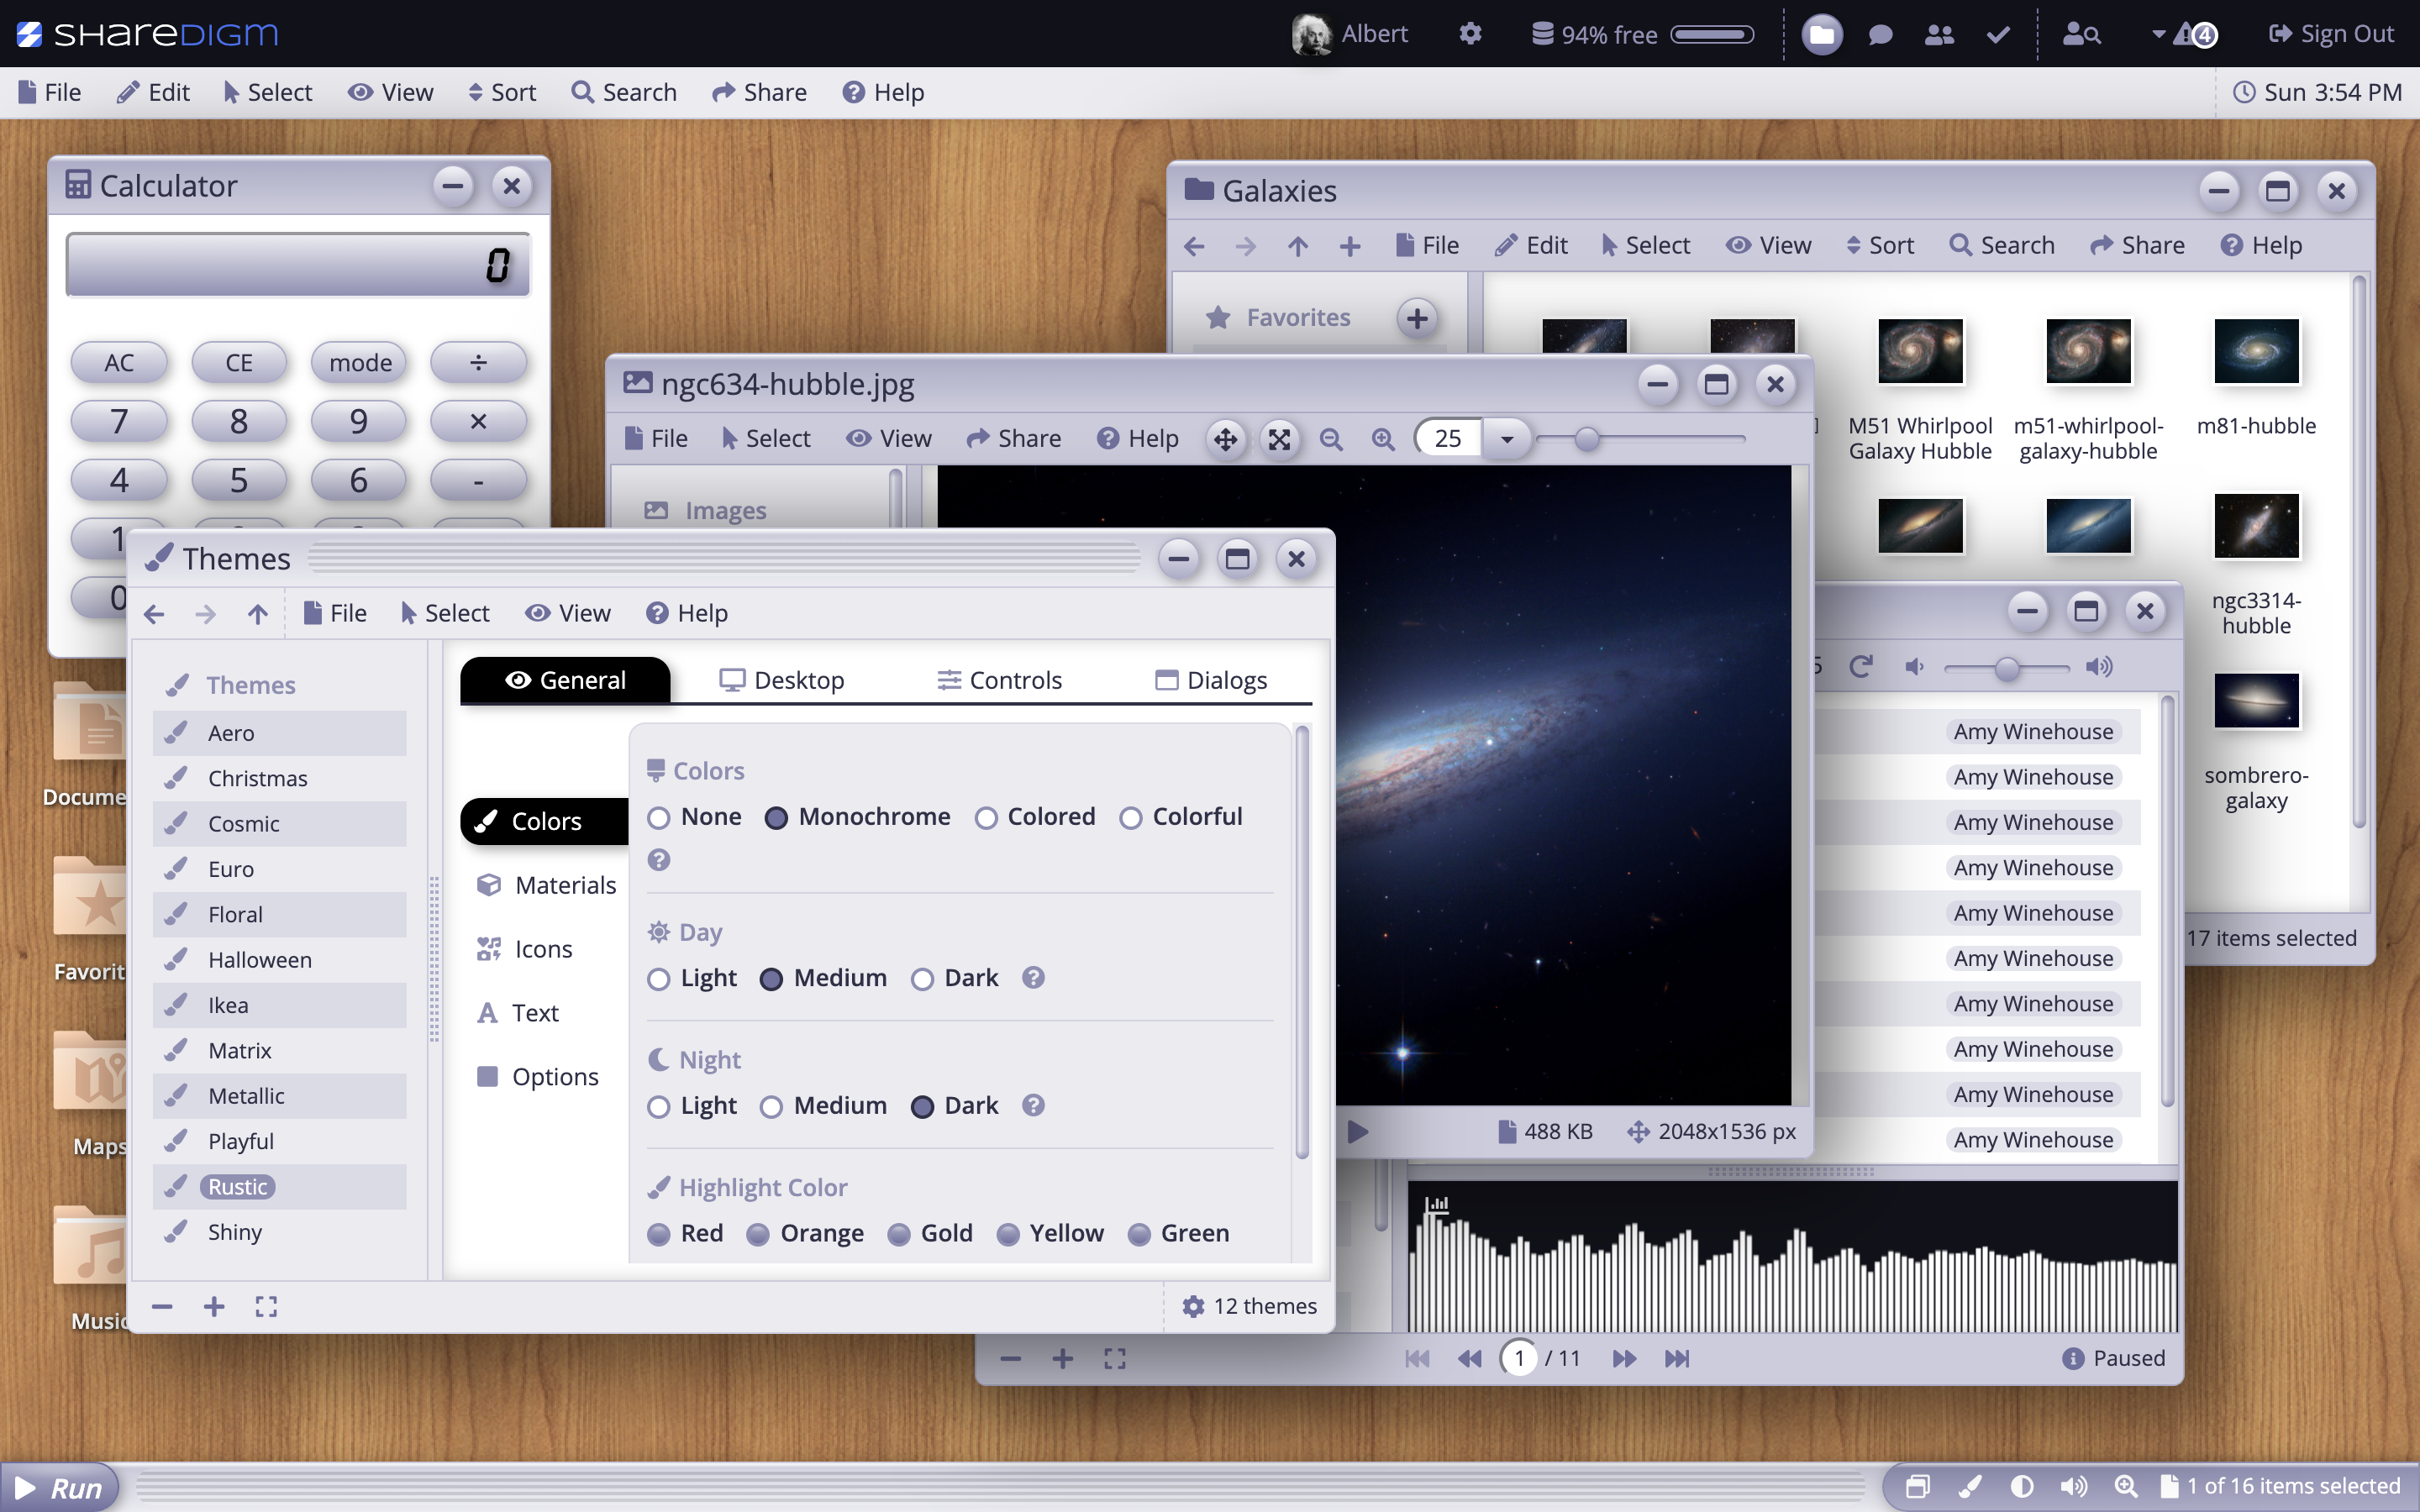 SHAREDIGM
Albert
94% free
4
Sign Out
File Edit Select View Sort Search Share Help
Sun 3:54 PM
Calculator
0
AC CE mode ÷
7 8 9 ×
4 5 6 -
1
0
Galaxies
File Edit Select View Sort Search Share Help
Favorites
M51 Whirlpool
Galaxy Hubble
m51-whirlpool-
galaxy-hubble
m81-hubble
ngc3314-
hubble
sombrero-
galaxy
17 items selected
ngc634-hubble.jpg
File Select View Share Help
25
Images
488 KB
2048x1536 px
Themes
File Select View Help
Themes
Aero
Christmas
Cosmic
Euro
Floral
Halloween
Ikea
Matrix
Metallic
Playful
Rustic
Shiny
General Desktop Controls Dialogs
Colors
Materials
Icons
Text
Options
Colors
None Monochrome Colored Colorful
Day
Light Medium Dark
Night
Light Medium Dark
Highlight Color
Red Orange Gold Yellow Green
12 themes
Amy Winehouse
Amy Winehouse
Amy Winehouse
Amy Winehouse
Amy Winehouse
Amy Winehouse
Amy Winehouse
Amy Winehouse
Amy Winehouse
Amy Winehouse
1 / 11
Paused
Docume
Favorit
Maps
Music
Run
1 of 16 items selected